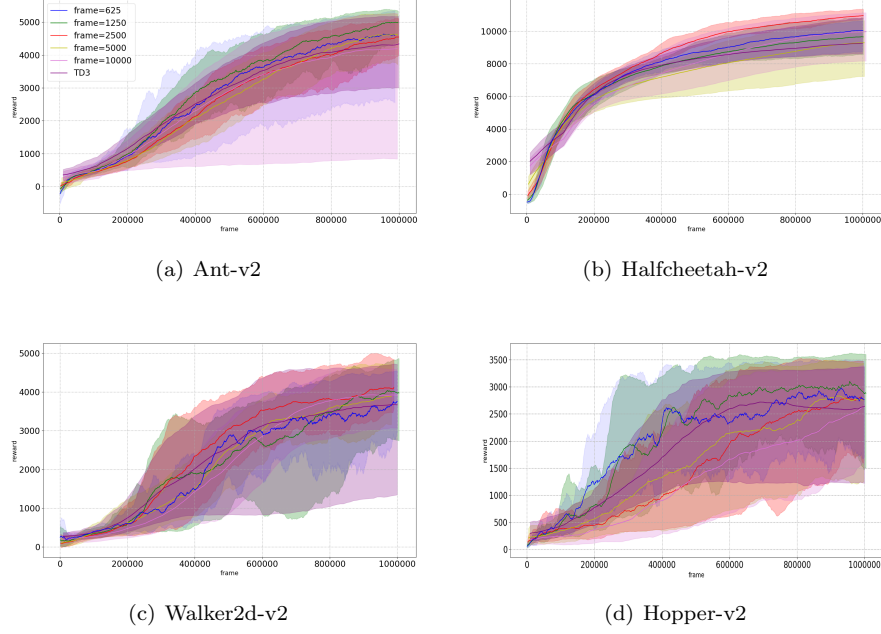 5000
4000
3000
2000
1000
0
reward
frame=625
frame=1250
frame=2500
frame=5000
frame=10000
TD3
0 200000 400000 600000 800000 1000000
frame
(a) Ant-v2
10000
8000
6000
4000
2000
0
reward
0 200000 400000 600000 800000 1000000
frame
(b) Halfcheetah-v2
5000
4000
3000
2000
1000
0
reward
0 200000 400000 600000 800000 1000000
frame
(c) Walker2d-v2
3500
3000
2500
2000
1500
1000
500
0
reward
0 200000 400000 600000 800000 1000000
frame
(d) Hopper-v2